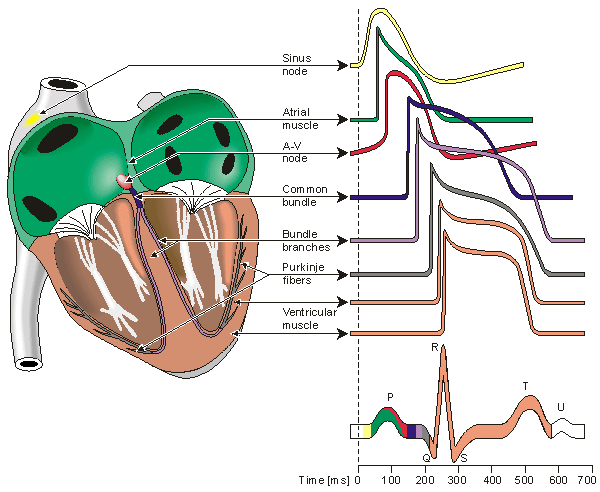 Sinus
node
Atrial
muscle
A-V
node
Common
bundle
Bundle
branches
Purkinje
fibers
Ventricular
muscle
R
P
T
U
Q
S
Time [ms] 0 100 200 300 400 500 600 700